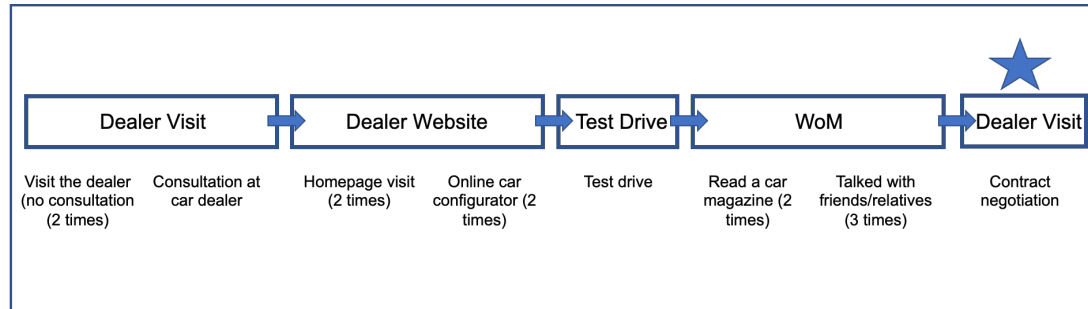 Dealer Visit
Dealer Website
Test Drive
WoM
Dealer Visit
Visit the dealer
(no consultation
(2 times)
Consultation at
car dealer
Homepage visit
(2 times)
Online car
configurator (2
times)
Test drive
Read a car
magazine (2
times)
Talked with
friends/relatives
(3 times)
Contract
negotiation